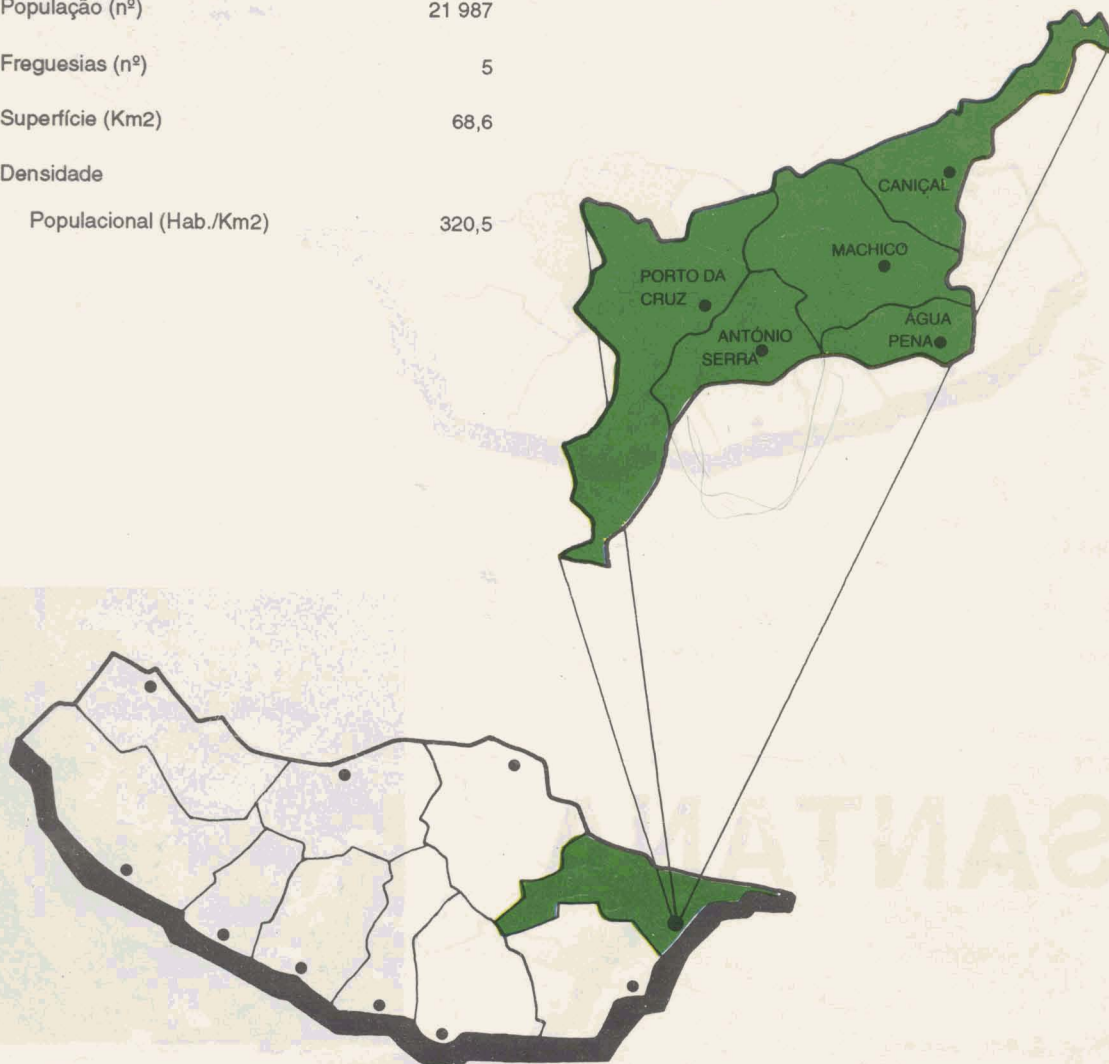 População (nº) 21 987
Freguesias (nº) 5
Superfície (Km2) 68,6
Densidade
Populacional (Hab./Km2) 320,5
CANIÇAL
MACHICO
PORTO DA
CRUZ
ÁGUA
PENA
ANTÓNIO
SERRA
SANTANA